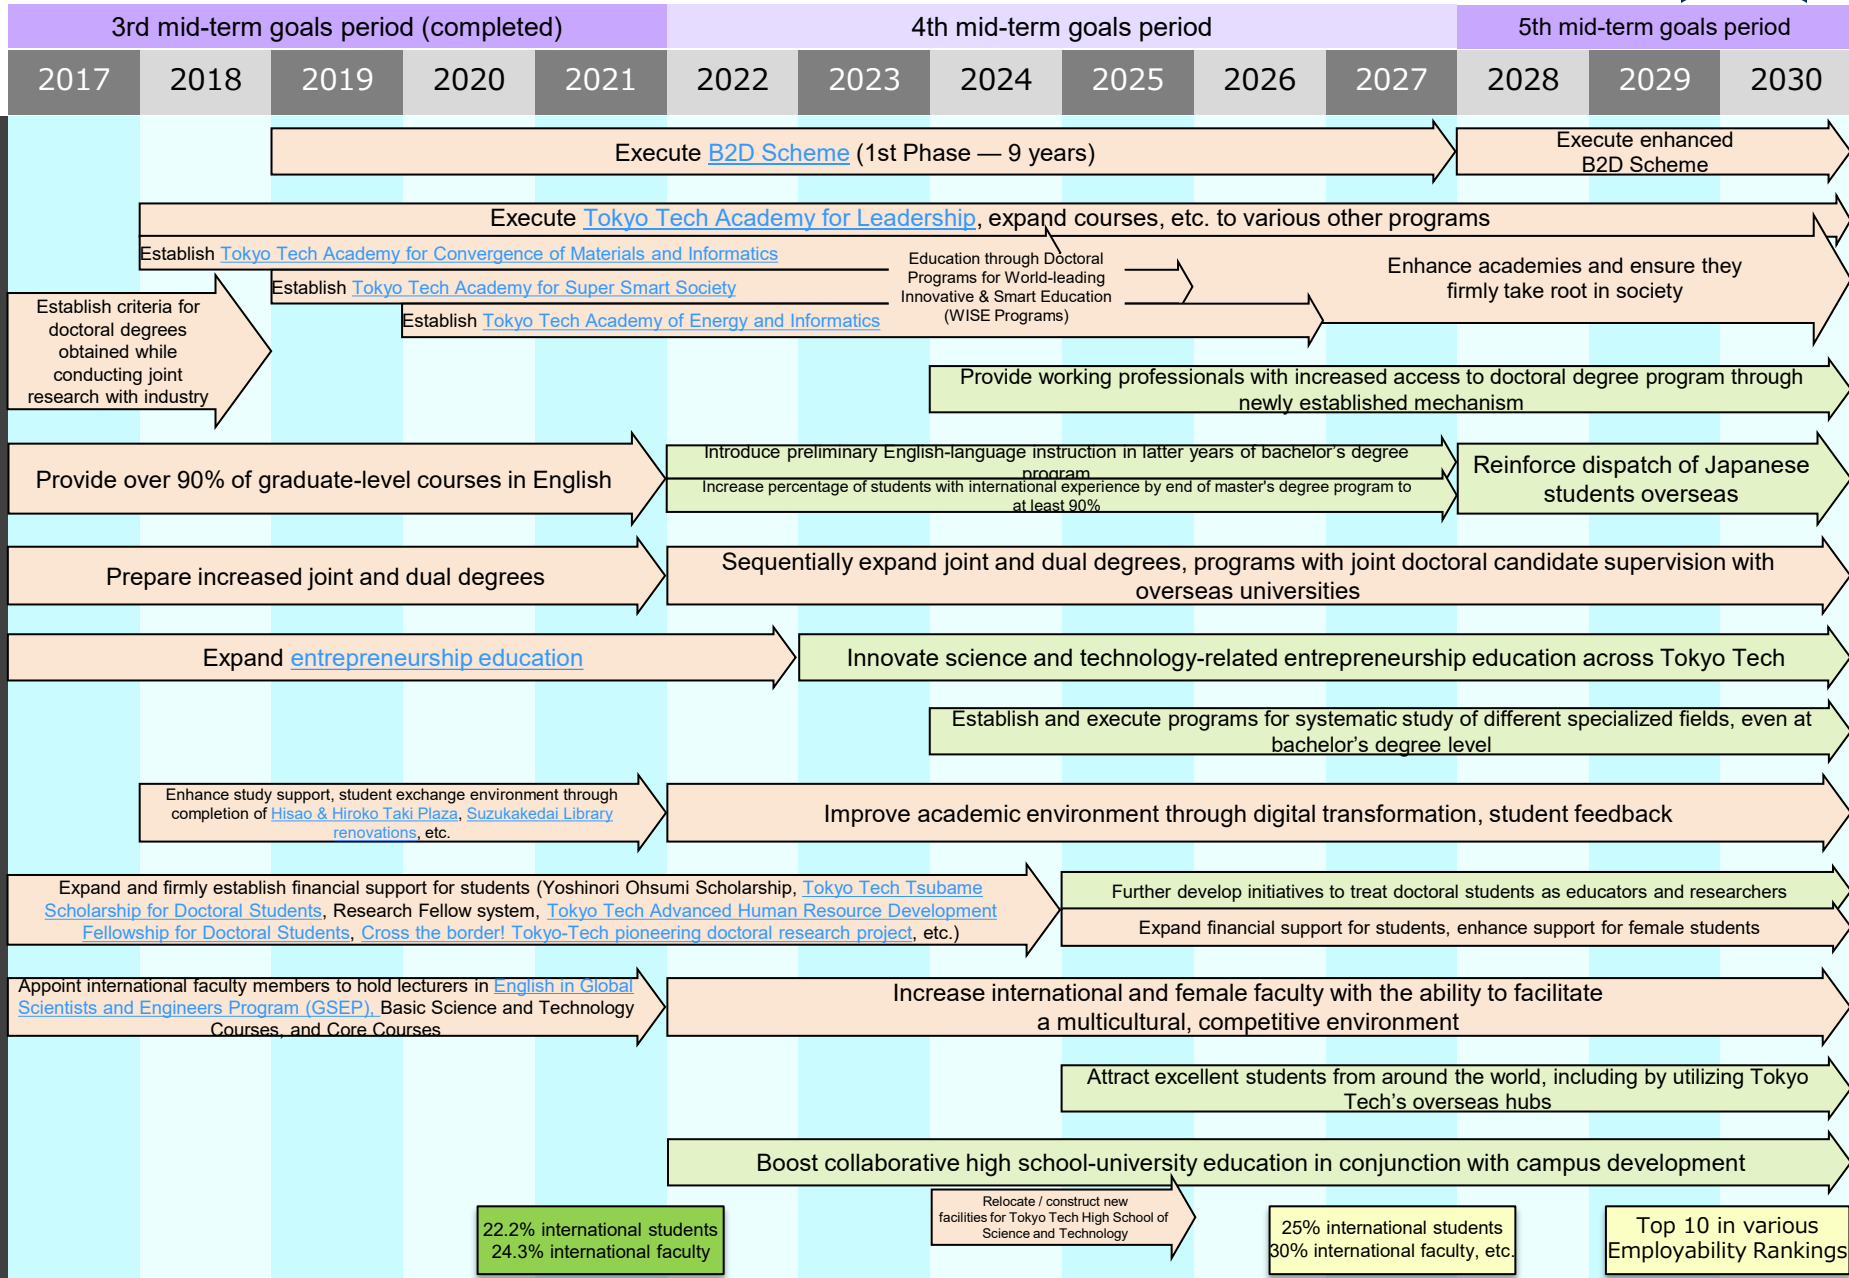 3rd mid-term goals period (completed)
4th mid-term goals period
5th mid-term goals period
2017
2018
2019
2020
2021
2022
2023
2024
2025
2026
2027
2028
2029
2030
Execute B2D Scheme (1st Phase — 9 years)
Execute enhanced
B2D Scheme
Execute Tokyo Tech Academy for Leadership, expand courses, etc. to various other programs
Establish Tokyo Tech Academy for Convergence of Materials and Informatics
Establish Tokyo Tech Academy for Super Smart Society
Establish Tokyo Tech Academy of Energy and Informatics
Education through Doctoral
Programs for World-leading
Innovative & Smart Education
(WISE Programs)
Enhance academies and ensure they
firmly take root in society
Establish criteria for
doctoral degrees
obtained while
conducting joint
research with industry
Provide working professionals with increased access to doctoral degree program through
newly established mechanism
Provide over 90% of graduate-level courses in English
Introduce preliminary English-language instruction in latter years of bachelor's degree
program
Increase percentage of students with international experience by end of master's degree program to
at least 90%
Reinforce dispatch of Japanese
students overseas
Prepare increased joint and dual degrees
Sequentially expand joint and dual degrees, programs with joint doctoral candidate supervision with
overseas universities
Expand entrepreneurship education
Innovate science and technology-related entrepreneurship education across Tokyo Tech
Establish and execute programs for systematic study of different specialized fields, even at
bachelor's degree level
Enhance study support, student exchange environment through
completion of Hisao & Hiroko Taki Plaza, Suzukakedai Library
renovations, etc.
Improve academic environment through digital transformation, student feedback
Expand and firmly establish financial support for students (Yoshinori Ohsumi Scholarship, Tokyo Tech Tsubame
Scholarship for Doctoral Students, Research Fellow system, Tokyo Tech Advanced Human Resource Development
Fellowship for Doctoral Students, Cross the border! Tokyo-Tech pioneering doctoral research project, etc.)
Further develop initiatives to treat doctoral students as educators and researchers
Expand financial support for students, enhance support for female students
Appoint international faculty members to hold lecturers in English in Global
Scientists and Engineers Program (GSEP), Basic Science and Technology
Courses, and Core Courses
Increase international and female faculty with the ability to facilitate
a multicultural, competitive environment
Attract excellent students from around the world, including by utilizing Tokyo
Tech's overseas hubs
Boost collaborative high school-university education in conjunction with campus development
Relocate / construct new
facilities for Tokyo Tech High School of
Science and Technology
22.2% international students
24.3% international faculty
25% international students
30% international faculty, etc.
Top 10 in various
Employability Rankings